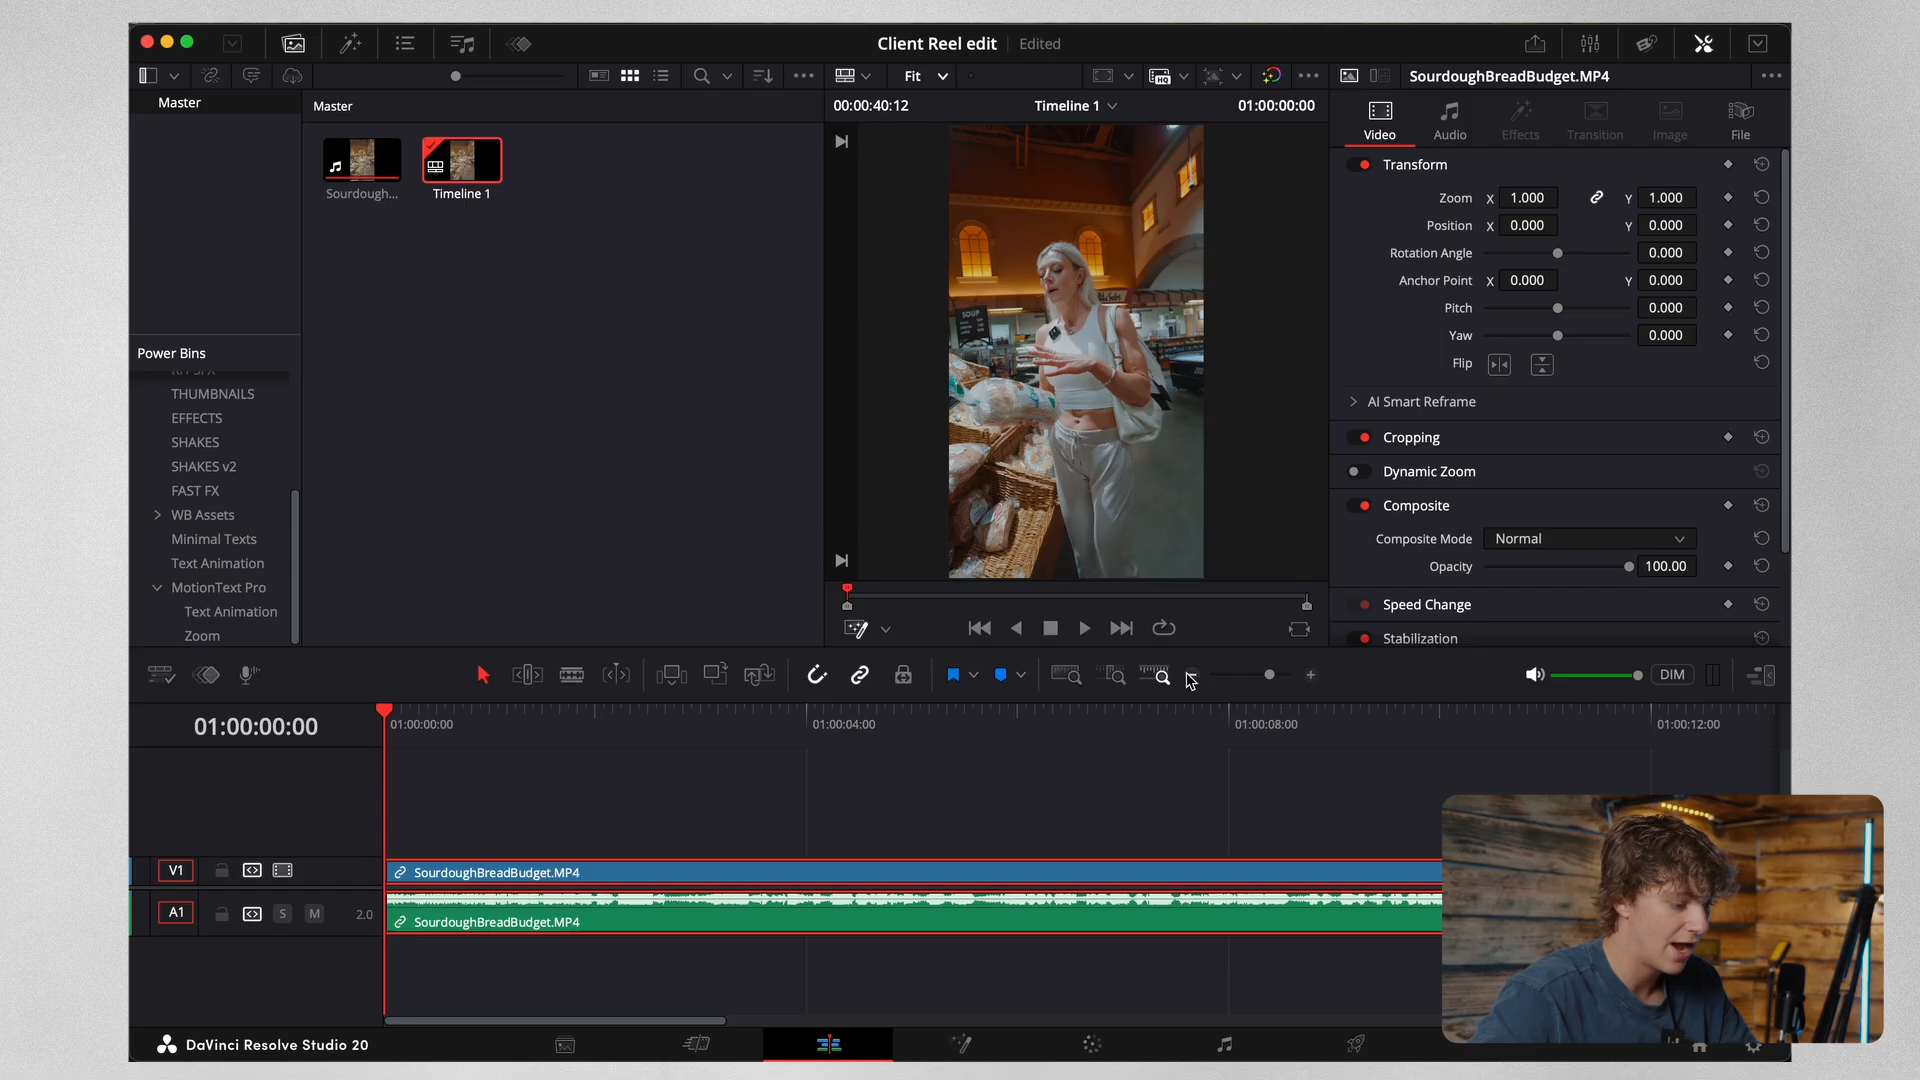 Client Reel edit Edited
Fit
HQ
SourdoughBreadBudget.MP4
Master
Master
00:00:40:12
Timeline 1
01:00:00:00
Video
Audio
Effects
Transition
Image
File
Sourdough...
Timeline 1
SOUP
Transform
Zoom X 1.000 Y 1.000
Position X 0.000 Y 0.000
Rotation Angle 0.000
Anchor Point X 0.000 Y 0.000
Pitch 0.000
Yaw 0.000
Flip
AI Smart Reframe
Cropping
Dynamic Zoom
Composite
Composite Mode Normal
Opacity 100.00
Speed Change
Stabilization
Power Bins
THUMBNAILS
EFFECTS
SHAKES
SHAKES v2
FAST FX
WB Assets
Minimal Texts
Text Animation
MotionText Pro
Text Animation
Zoom
DIM
01:00:00:00
01:00:00:00
01:00:04:00
01:00:08:00
01:00:12:00
V1
SourdoughBreadBudget.MP4
A1 S M 2.0
SourdoughBreadBudget.MP4
DaVinci Resolve Studio 20